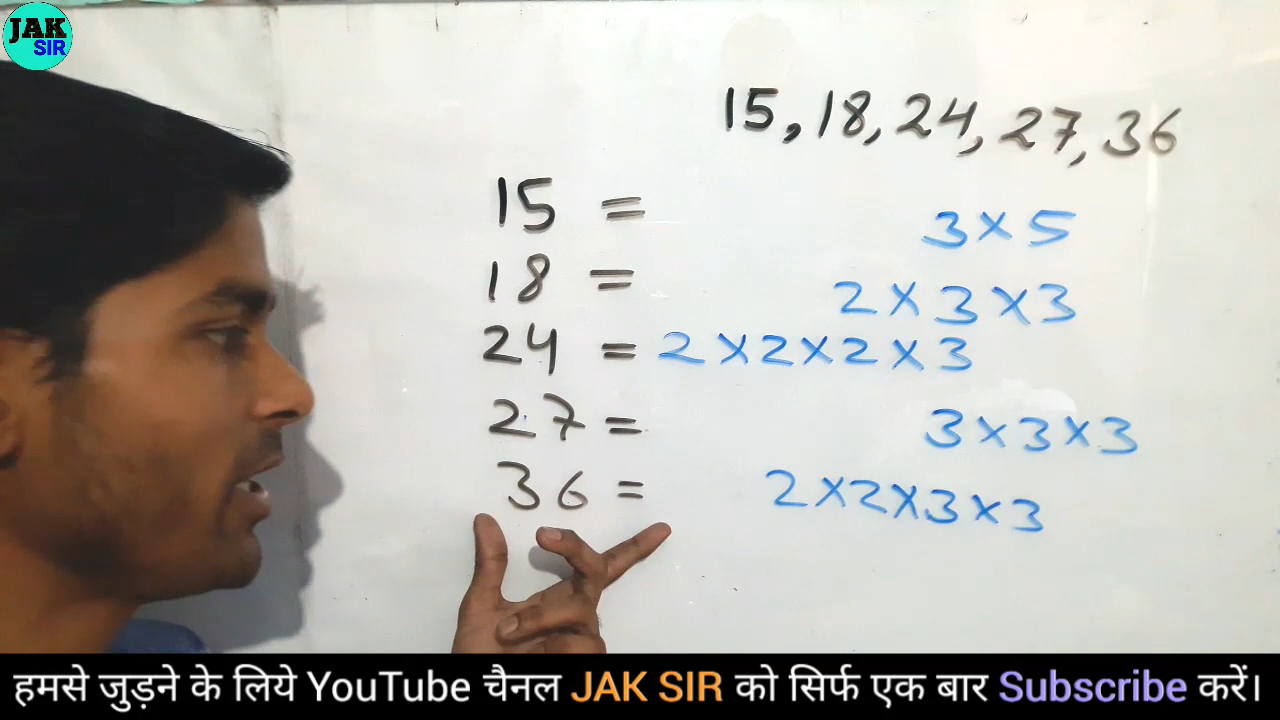 JAK
SIR
15, 18, 24, 27, 36
15 = 3 × 5
18 = 2 × 3 × 3
24 = 2 × 2 × 2 × 3
27 = 3 × 3 × 3
36 = 2 × 2 × 3 × 3
हमसे जुड़ने के लिये YouTube चैनल JAK SIR को सिर्फ एक बार Subscribe करें।